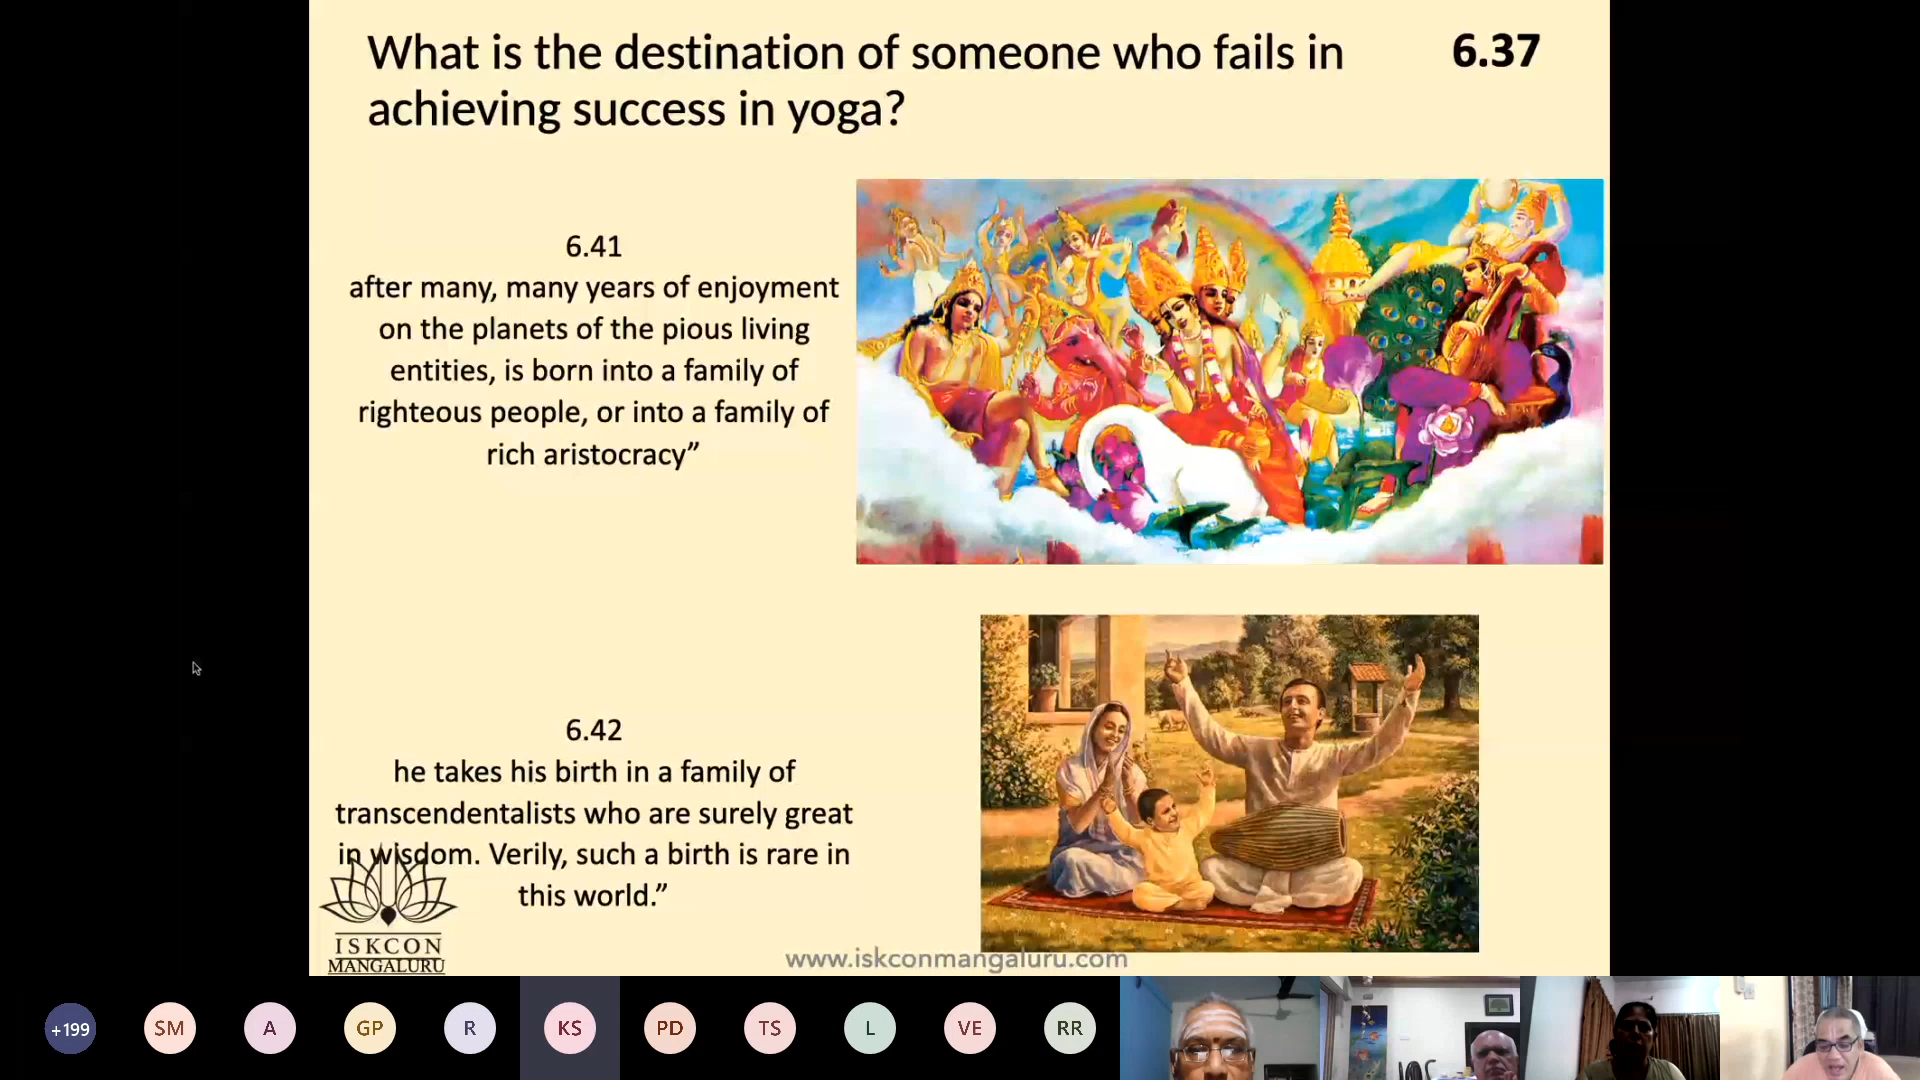 What is the destination of someone who fails in
achieving success in yoga?
6.37
6.41
after many, many years of enjoyment
on the planets of the pious living
entities, is born into a family of
righteous people, or into a family of
rich aristocracy”
6.42
he takes his birth in a family of
transcendentalists who are surely great
in wisdom. Verily, such a birth is rare in
this world.”
ISKCON
MANGALURU
www.iskconmangaluru.com
+199
SM
A
GP
R
KS
PD
TS
L
VE
RR